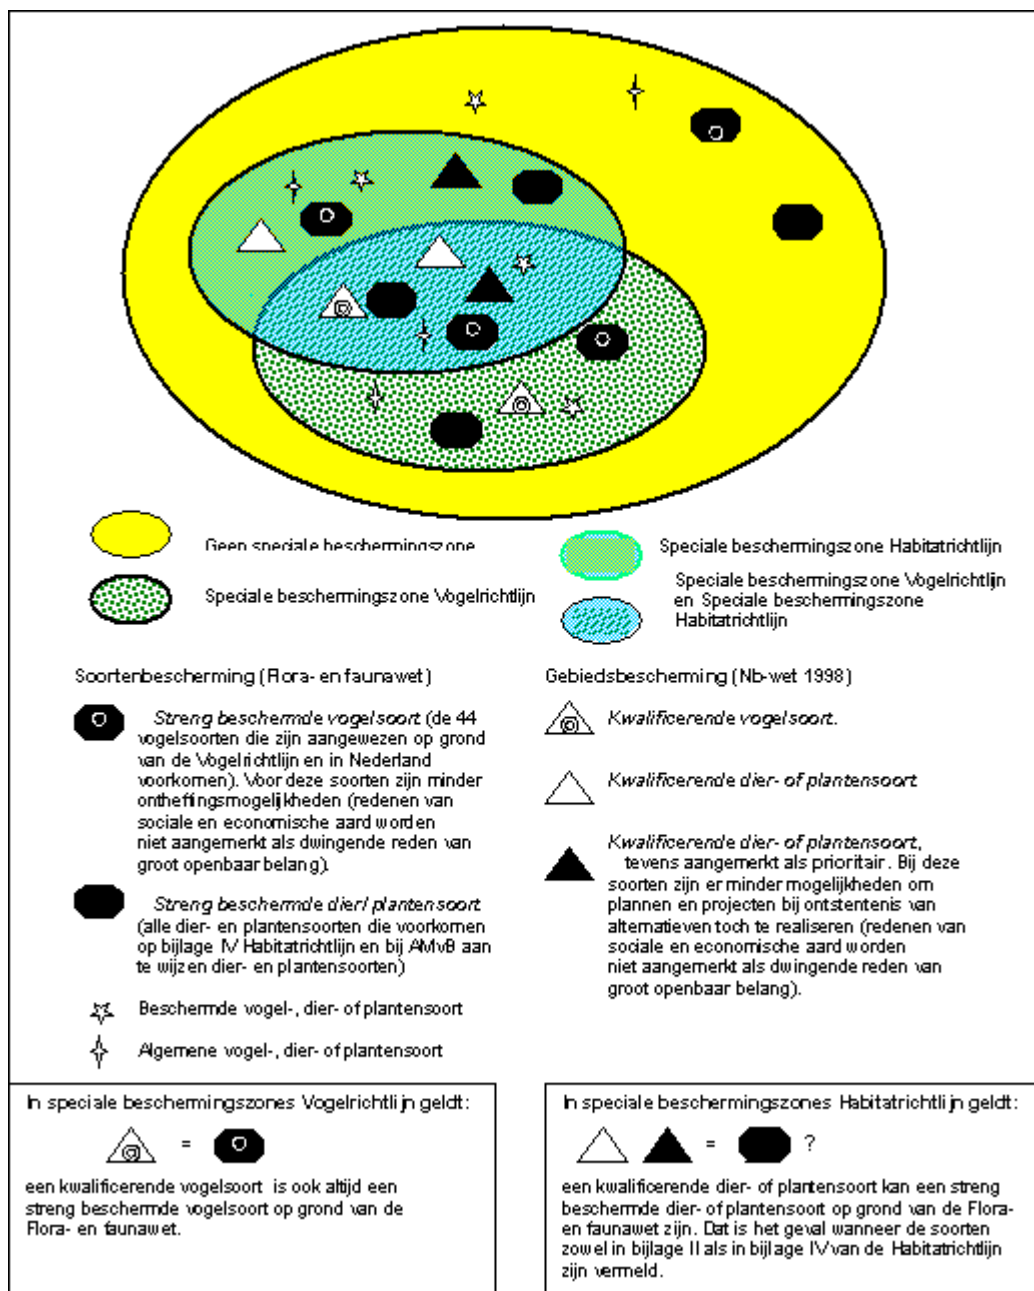 Geen speciale beschermingzone
Speciale beschermingszone Vogelrichtlijn
Speciale beschermingzone Habitatrichtlijn
Speciale beschermingszone Vogelrichtlijn
en Speciale beschermingszone
Habitatrichtlijn
Soortenbescherming (Flora- en faunawet)
Streng beschermde vogelsoort (de 44
vogelsoorten die zijn aangewezen op grond
van de Vogelrichtlijn en in Nederland
voorkomen). Voor deze soorten zijn minder
ontheffingsmogelijkheden (redenen van
sociale en economische aard worden
niet aangemerkt als dwingende reden van
groot openbaar belang).
Streng beschermde dier/ plantensoort
(alle dier- en plantensoorten die voorkomen
op bijlage IV Habitatrichtlijn en bij AMvB aan
te wijzen dier- en plantensoorten)
Beschermde vogel-, dier- of plantensoort
Algemene vogel-, dier- of plantensoort
Gebiedsbescherming (Nb-wet 1998)
Kwalificerende vogelsoort.
Kwalificerende dier- of plantensoort.
Kwalificerende dier- of plantensoort,
tevens aangemerkt als prioritair. Bij deze
soorten zijn er minder mogelijkheden om
plannen en projecten bij ontstentenis van
alternatieven toch te realiseren (redenen van
sociale en economische aard worden
niet aangemerkt als dwingende reden van
groot openbaar belang).
In speciale beschermingszones Vogelrichtlijn geldt:
=
een kwalificerende vogelsoort is ook altijd een
streng beschermde vogelsoort op grond van de
Flora- en faunawet.
In speciale beschermingszones Habitatrichtlijn geldt:
= ?
een kwalificerende dier- of plantensoort kan een streng
beschermde dier- of plantensoort op grond van de Flora-
en faunawet zijn. Dat is het geval wanneer de soorten
zowel in bijlage II als in bijlage IV van de Habitatrichtlijn
zijn vermeld.